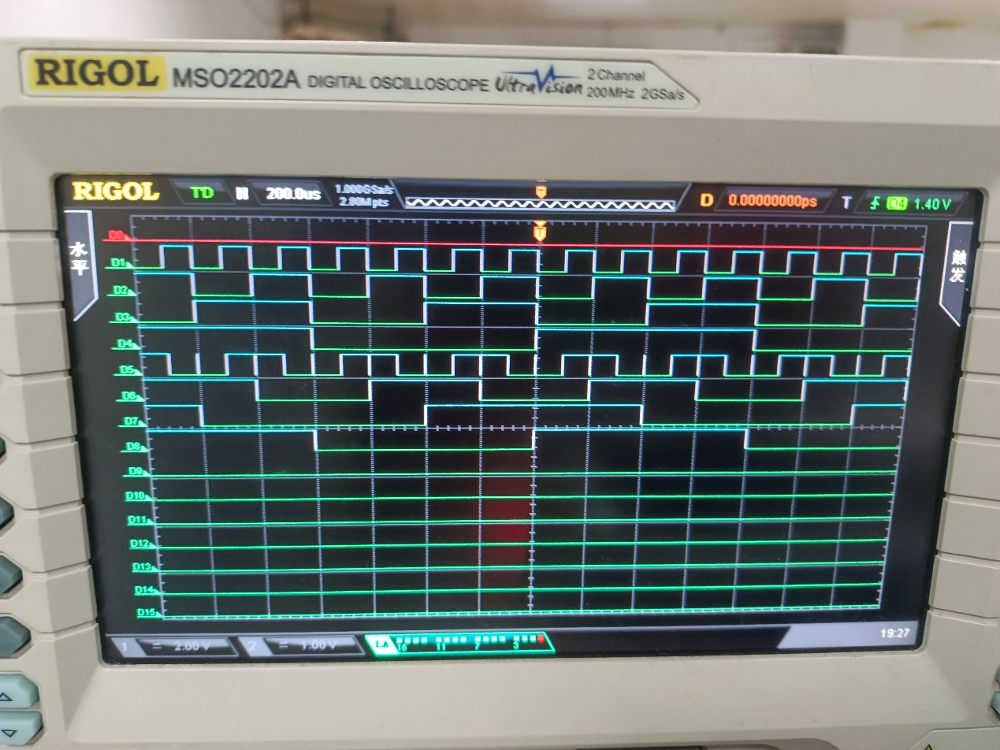 RIGOL MSO2202A DIGITAL OSCILLOSCOPE UltraVision 2 Channel
200MHz 2GSa/s
RIGOL TD H 200.0us 1.000GSa/s D 0.00000000ps T D4 1.40 V
2.80Mpts
T
水平
触发
D0
D1
D2
D3
D4
D5
D6
D7
D8
D9
D10
D11
D12
D13
D14
D15
1 = 2.00 V 2 = 1.00 V LA 15 11 7 3 19:27